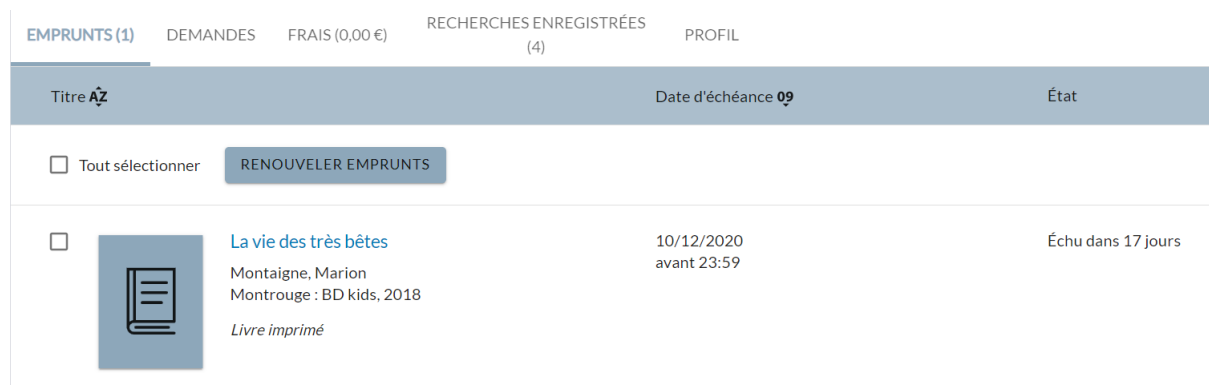 EMPRUNTS (1) DEMANDES FRAIS (0,00 €) RECHERCHES ENREGISTRÉES (4) PROFIL
Titre AZ Date d'échéance 09 État
Tout sélectionner RENOUVELER EMPRUNTS
La vie des très bêtes 10/12/2020 Échu dans 17 jours
avant 23:59
Montaigne, Marion
Montrouge : BD kids, 2018
Livre imprimé